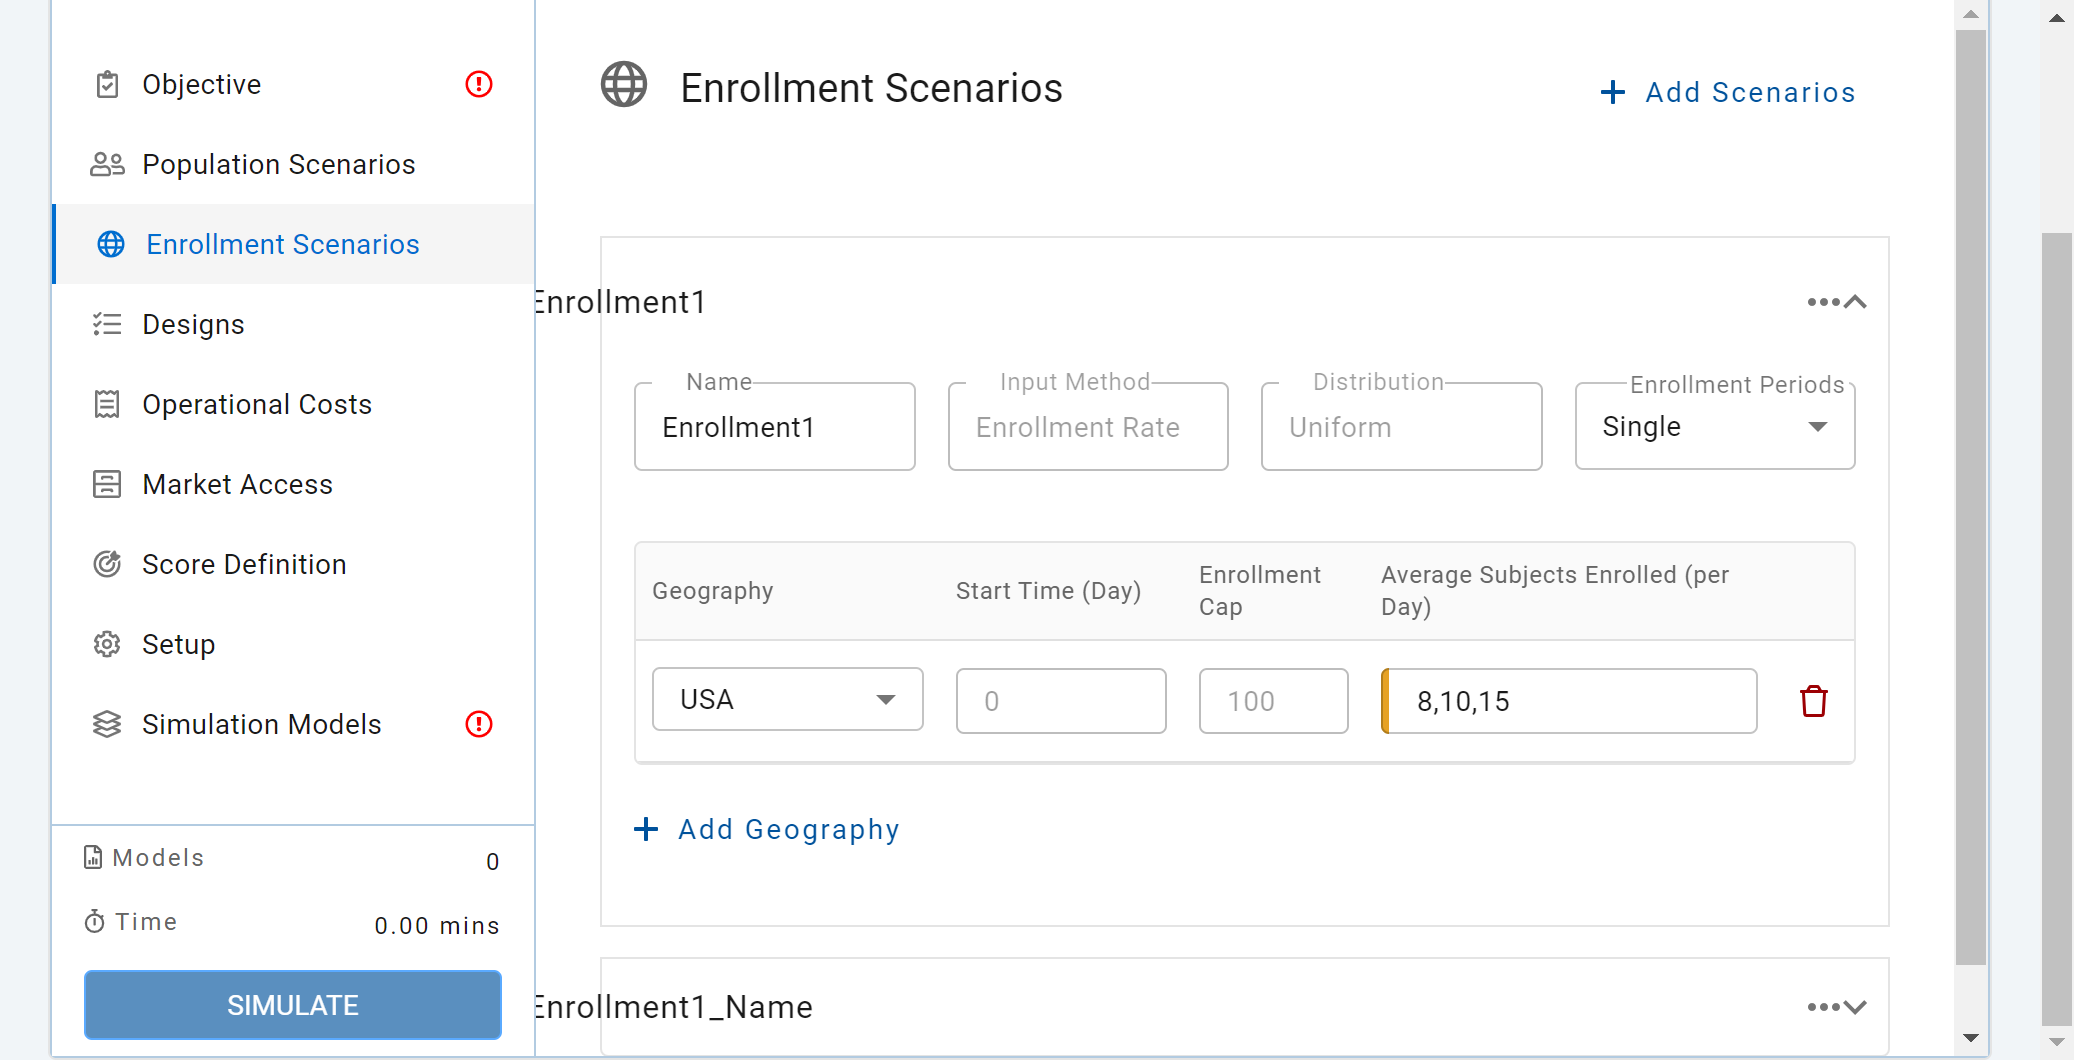 Objective
Population Scenarios
Enrollment Scenarios
Designs
Operational Costs
Market Access
Score Definition
Setup
Simulation Models
Models 0
Time 0.00 mins
SIMULATE
Enrollment Scenarios
+ Add Scenarios
Enrollment1
Name
Enrollment1
Input Method
Enrollment Rate
Distribution
Uniform
Enrollment Periods
Single
Geography
Start Time (Day)
Enrollment
Cap
Average Subjects Enrolled (per
Day)
USA
0
100
8,10,15
+ Add Geography
Enrollment1_Name